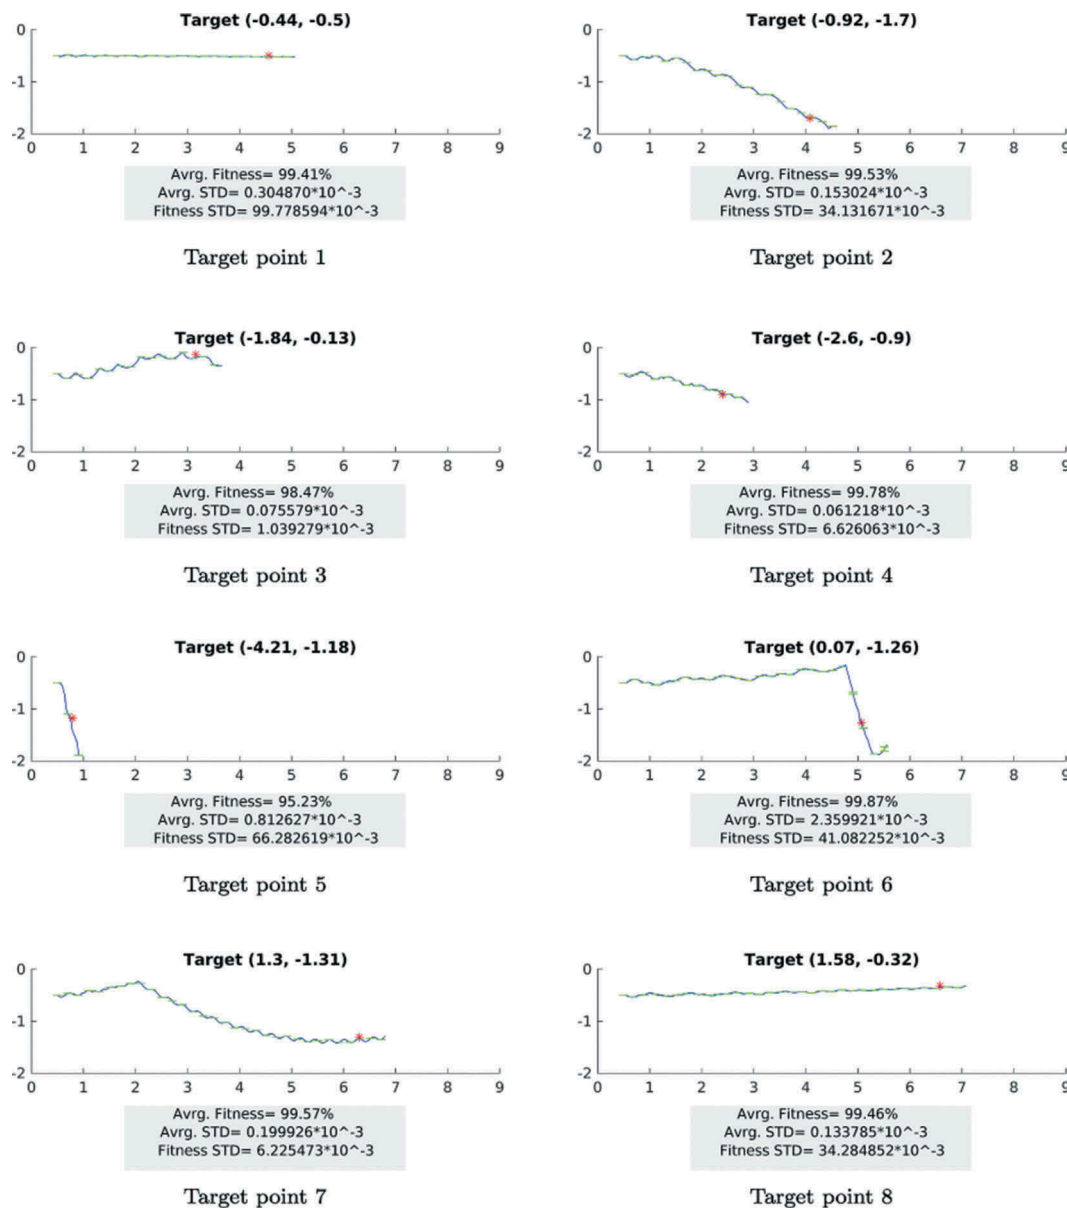 Target (-0.44, -0.5)
0
-1
-2
0 1 2 3 4 5 6 7 8 9
Avrg. Fitness= 99.41%
Avrg. STD= 0.304870*10^-3
Fitness STD= 99.778594*10^-3
Target point 1
Target (-0.92, -1.7)
0
-1
-2
0 1 2 3 4 5 6 7 8 9
Avrg. Fitness= 99.53%
Avrg. STD= 0.153024*10^-3
Fitness STD= 34.131671*10^-3
Target point 2
Target (-1.84, -0.13)
0
-1
-2
0 1 2 3 4 5 6 7 8 9
Avrg. Fitness= 98.47%
Avrg. STD= 0.075579*10^-3
Fitness STD= 1.039279*10^-3
Target point 3
Target (-2.6, -0.9)
0
-1
-2
0 1 2 3 4 5 6 7 8 9
Avrg. Fitness= 99.78%
Avrg. STD= 0.061218*10^-3
Fitness STD= 6.626063*10^-3
Target point 4
Target (-4.21, -1.18)
0
-1
-2
0 1 2 3 4 5 6 7 8 9
Avrg. Fitness= 95.23%
Avrg. STD= 0.812627*10^-3
Fitness STD= 66.282619*10^-3
Target point 5
Target (0.07, -1.26)
0
-1
-2
0 1 2 3 4 5 6 7 8 9
Avrg. Fitness= 99.87%
Avrg. STD= 2.359921*10^-3
Fitness STD= 41.082252*10^-3
Target point 6
Target (1.3, -1.31)
0
-1
-2
0 1 2 3 4 5 6 7 8 9
Avrg. Fitness= 99.57%
Avrg. STD= 0.199926*10^-3
Fitness STD= 6.225473*10^-3
Target point 7
Target (1.58, -0.32)
0
-1
-2
0 1 2 3 4 5 6 7 8 9
Avrg. Fitness= 99.46%
Avrg. STD= 0.133785*10^-3
Fitness STD= 34.284852*10^-3
Target point 8